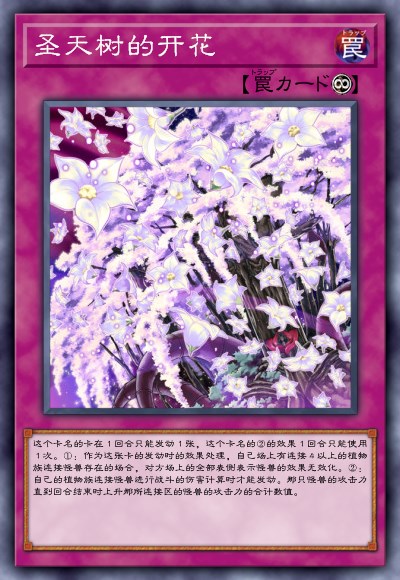 圣天树的开花
トラップ
罠
トラップ
【罠カード】
这个卡名的卡在1回合只能发动1张，这个卡名的②的效果1回合只能使用
1次。①：作为这张卡的发动时的效果处理，自己场上有连接4以上的植物
族连接怪兽存在的场合，对方场上的全部表侧表示怪兽的效果无效化。②：
自己的植物族连接怪兽进行战斗的伤害计算时才能发动。那只怪兽的攻击力
直到回合结束时上升那所连接区的怪兽的攻击力的合计数值。